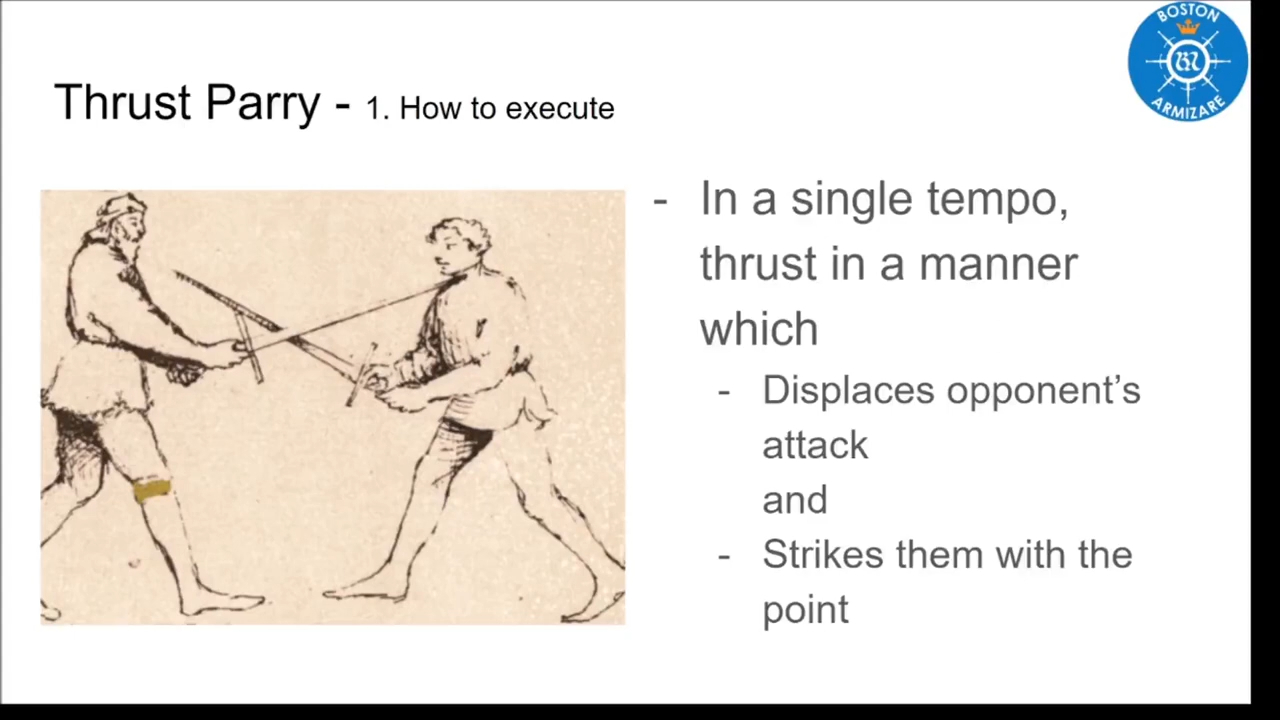 BOSTON
ARMIZARE
Thrust Parry - 1. How to execute
- In a single tempo,
thrust in a manner
which
- Displaces opponent’s
attack
and
- Strikes them with the
point